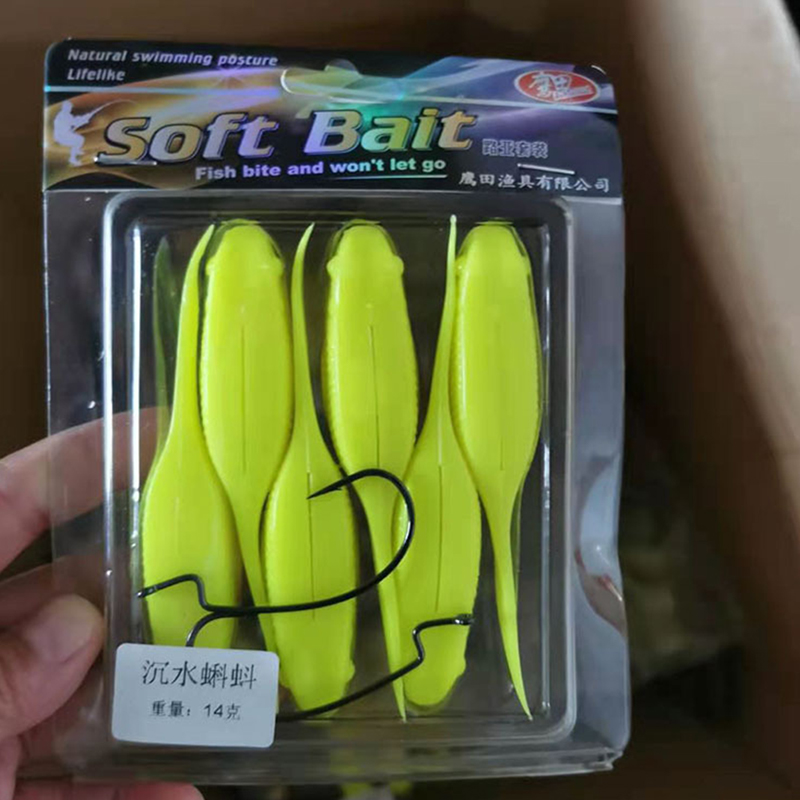 Natural swimming posture
Lifelike
Soft Bait
路亚套装
Fish bite and won't let go
鹰田渔具有限公司
沉水蝌蚪
重量：14克